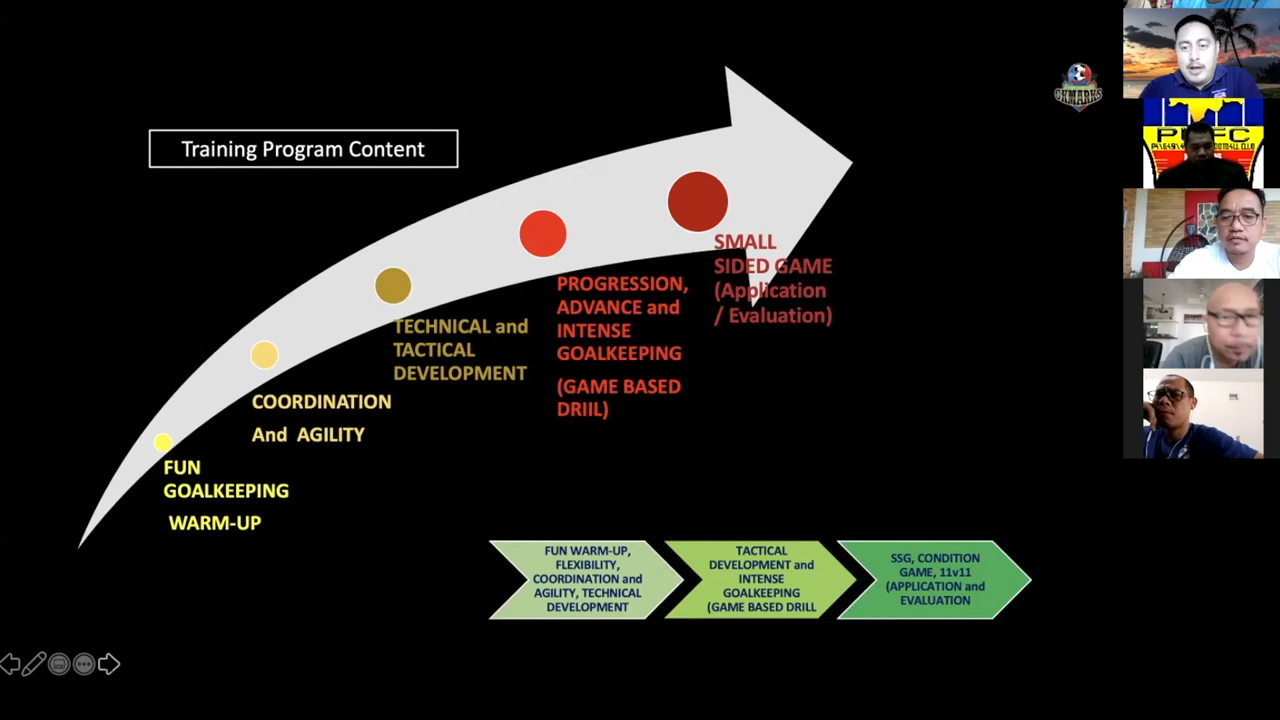 Training Program Content
GKMARKS
FUN
GOALKEEPING
WARM-UP
COORDINATION
And AGILITY
TECHNICAL and
TACTICAL
DEVELOPMENT
PROGRESSION,
ADVANCE and
INTENSE
GOALKEEPING
(GAME BASED
DRIIL)
SMALL
SIDED GAME
(Application
/ Evaluation)
FUN WARM-UP,
FLEXIBILITY,
COORDINATION and
AGILITY, TECHNICAL
DEVELOPMENT
TACTICAL
DEVELOPMENT and
INTENSE
GOALKEEPING
(GAME BASED DRILL
SSG, CONDITION
GAME, 11v11
(APPLICATION and
EVALUATION